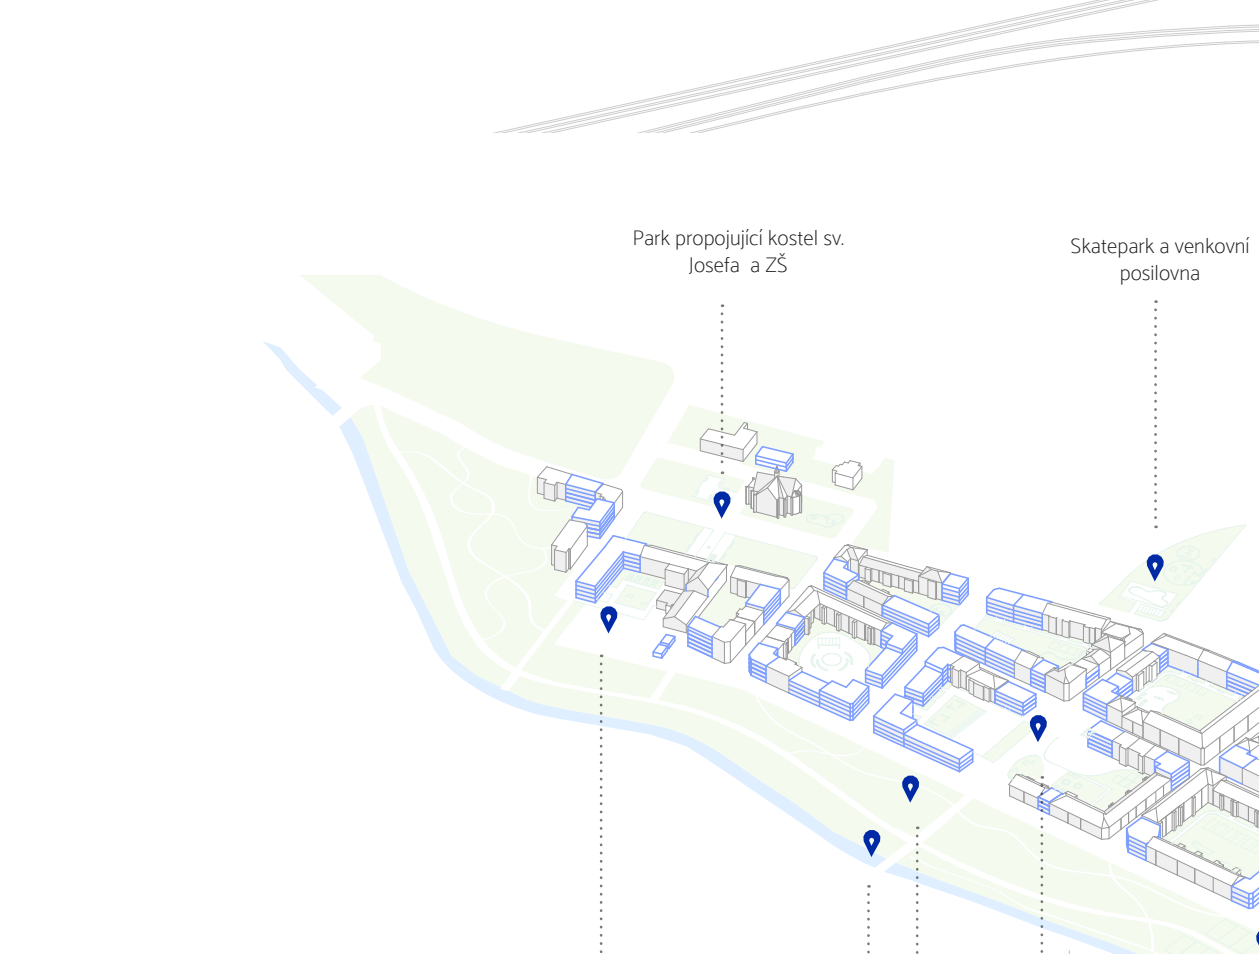 Park propojující kostel sv.
Josefa  a ZŠ
Skatepark a venkovní
posilovna